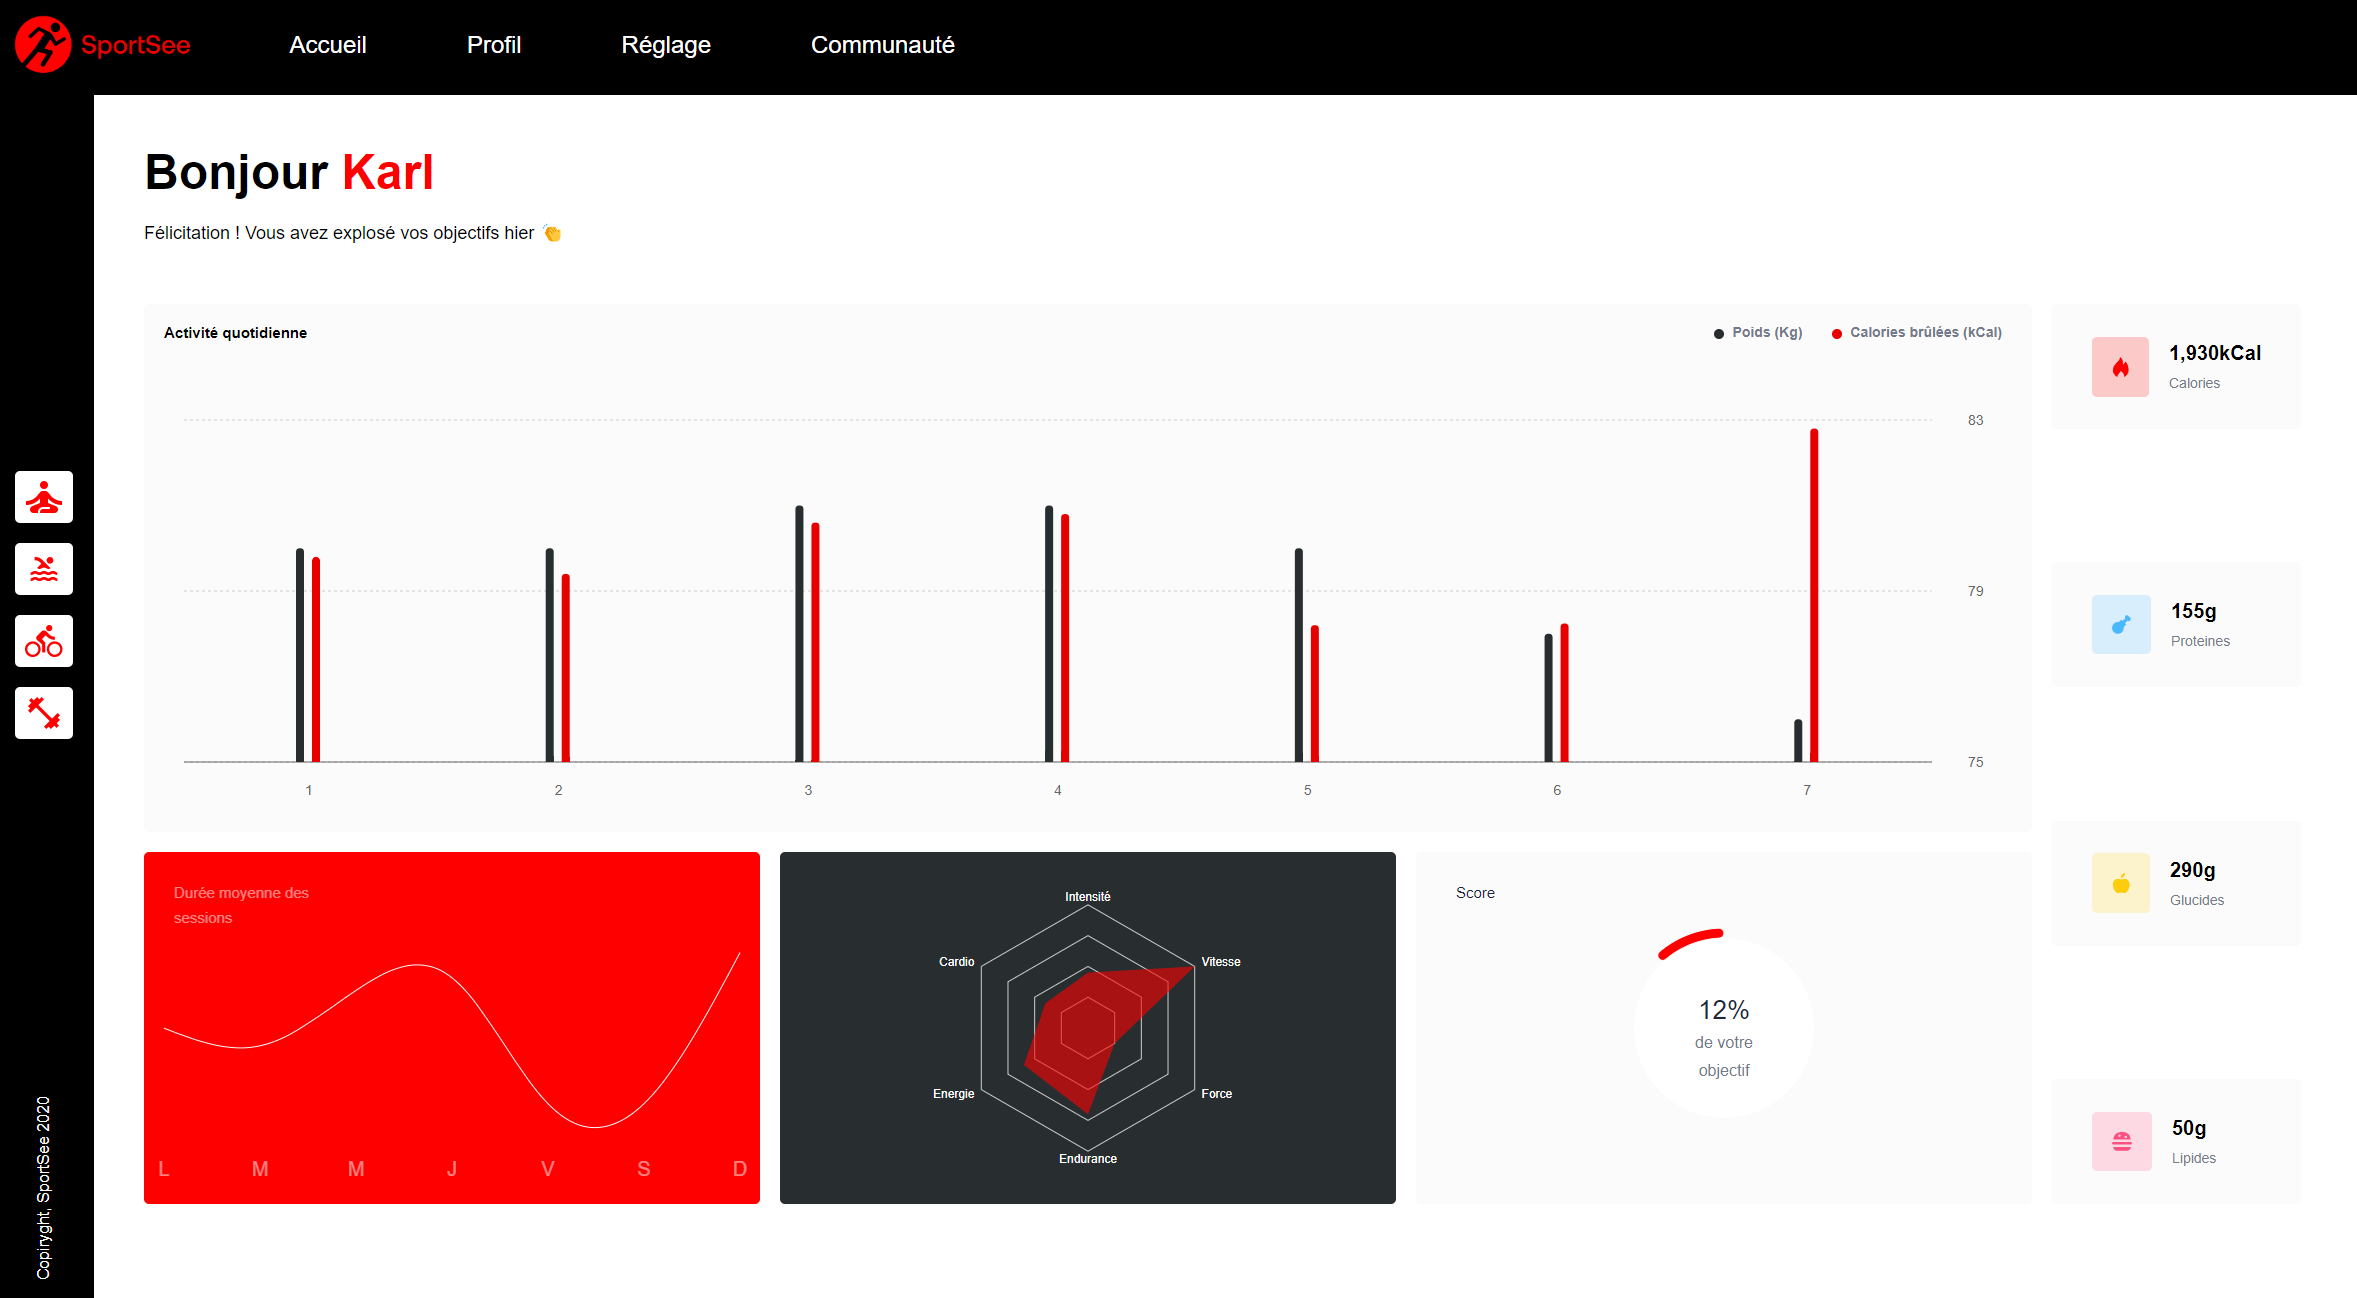 SportSee
Accueil
Profil
Réglage
Communauté
Bonjour Karl
Félicitation ! Vous avez explosé vos objectifs hier 👏
Activité quotidienne
Poids (Kg)
Calories brûlées (kCal)
83
79
75
1
2
3
4
5
6
7
1,930kCal
Calories
155g
Proteines
290g
Glucides
50g
Lipides
Durée moyenne des
sessions
L
M
M
J
V
S
D
Intensité
Vitesse
Force
Endurance
Energie
Cardio
Score
12%
de votre
objectif
Copiryght, SportSee 2020